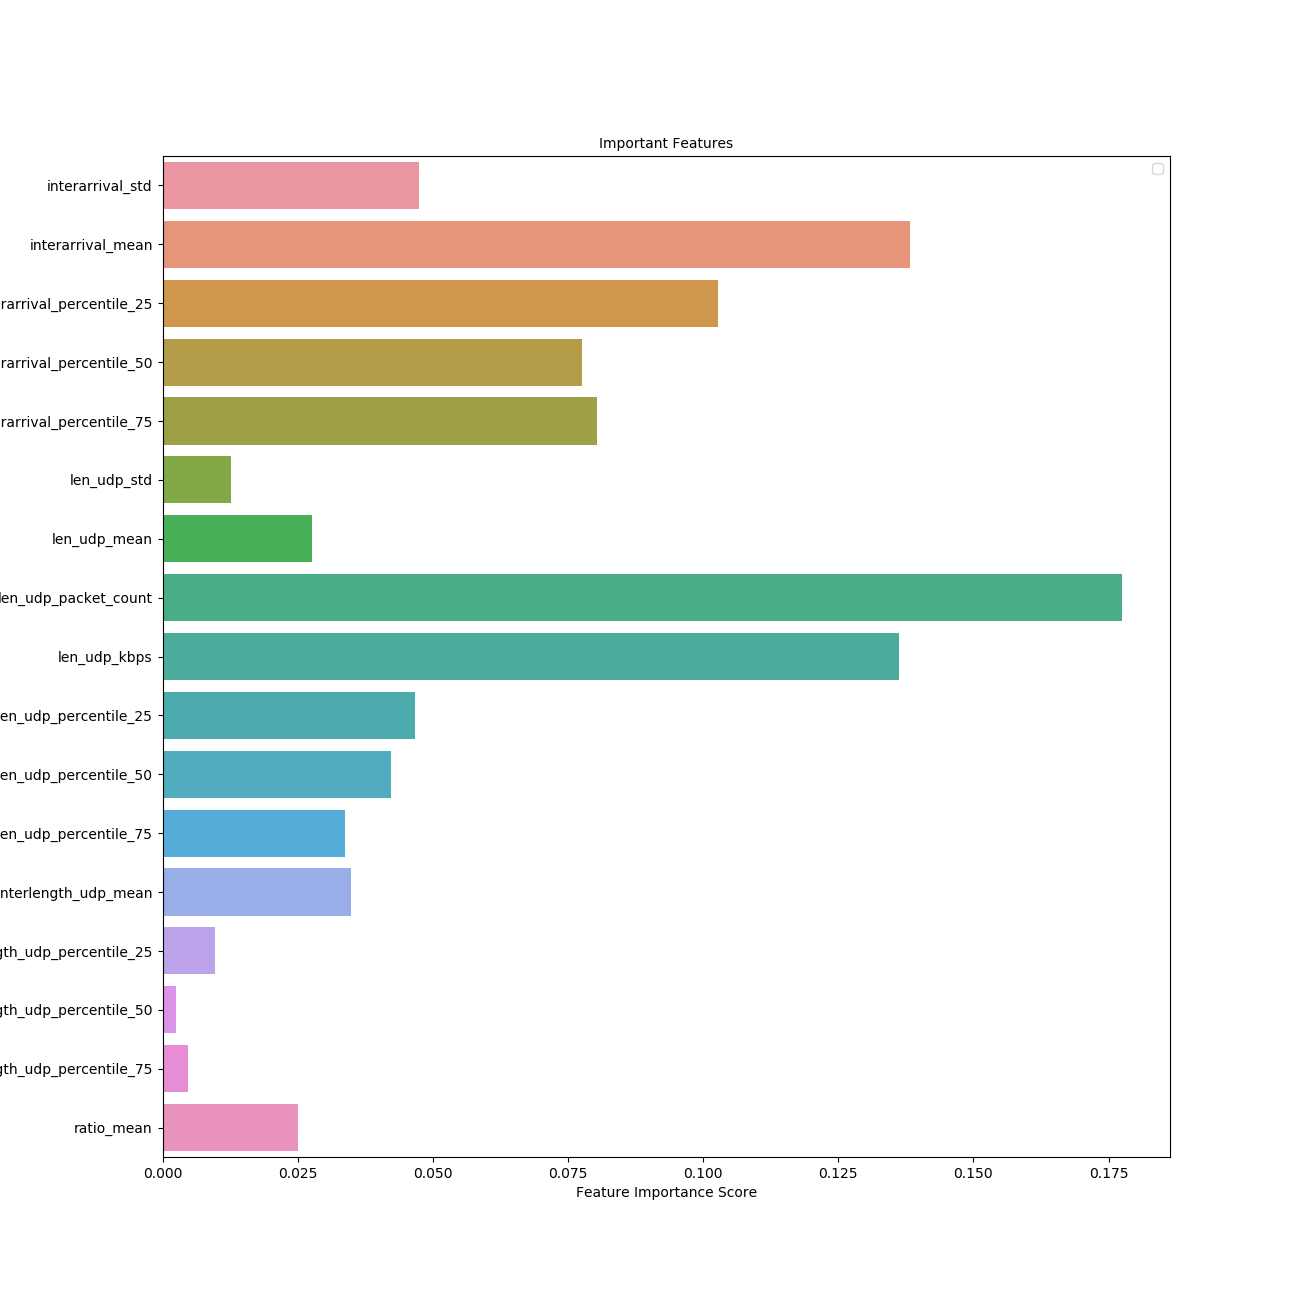 Important Features
interarrival_std
interarrival_mean
rarrival_percentile_25
rarrival_percentile_50
rarrival_percentile_75
len_udp_std
len_udp_mean
len_udp_packet_count
len_udp_kbps
en_udp_percentile_25
en_udp_percentile_50
en_udp_percentile_75
nterlength_udp_mean
gth_udp_percentile_25
gth_udp_percentile_50
gth_udp_percentile_75
ratio_mean
0.000 0.025 0.050 0.075 0.100 0.125 0.150 0.175
Feature Importance Score